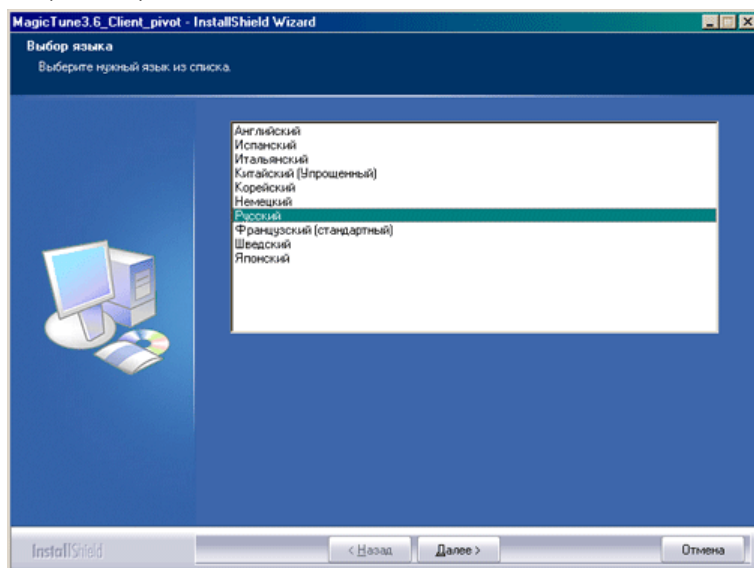 MagicTune3.6_Client_pivot - InstallShield Wizard
Выбор языка
Выберите нужный язык из списка.
Английский
Испанский
Итальянский
Китайский (Упрощенный)
Корейский
Немецкий
Русский
Французский (стандартный)
Шведский
Японский
InstallShield
< Назад
Далее >
Отмена